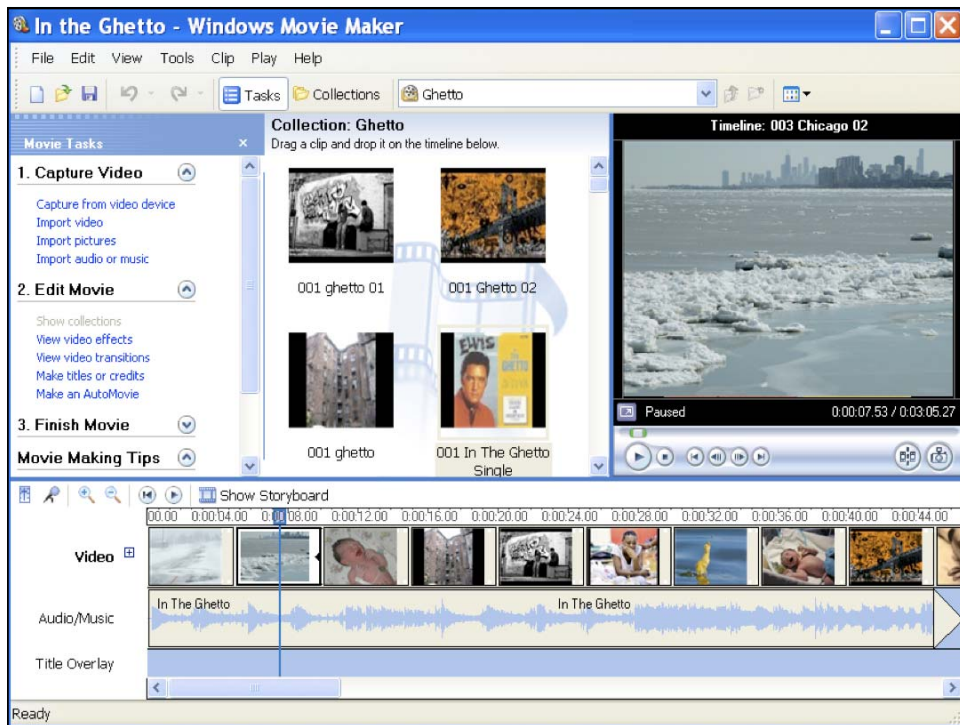 In the Ghetto - Windows Movie Maker
File Edit View Tools Clip Play Help
Tasks Collections Ghetto
Movie Tasks
1. Capture Video
Capture from video device
Import video
Import pictures
Import audio or music
2. Edit Movie
Show collections
View video effects
View video transitions
Make titles or credits
Make an AutoMovie
3. Finish Movie
Movie Making Tips
Collection: Ghetto
Drag a clip and drop it on the timeline below.
001 ghetto 01
001 Ghetto 02
ELVIS
GHETTO
001 ghetto
001 In The Ghetto
Single
Timeline: 003 Chicago 02
Paused 0:00:07.53 / 0:03:05.27
Show Storyboard
00.00 0:00:04.00 0:00:08.00 0:00:12.00 0:00:16.00 0:00:20.00 0:00:24.00 0:00:28.00 0:00:32.00 0:00:36.00 0:00:40.00 0:00:44.00
Video
Audio/Music
In The Ghetto In The Ghetto
Title Overlay
Ready